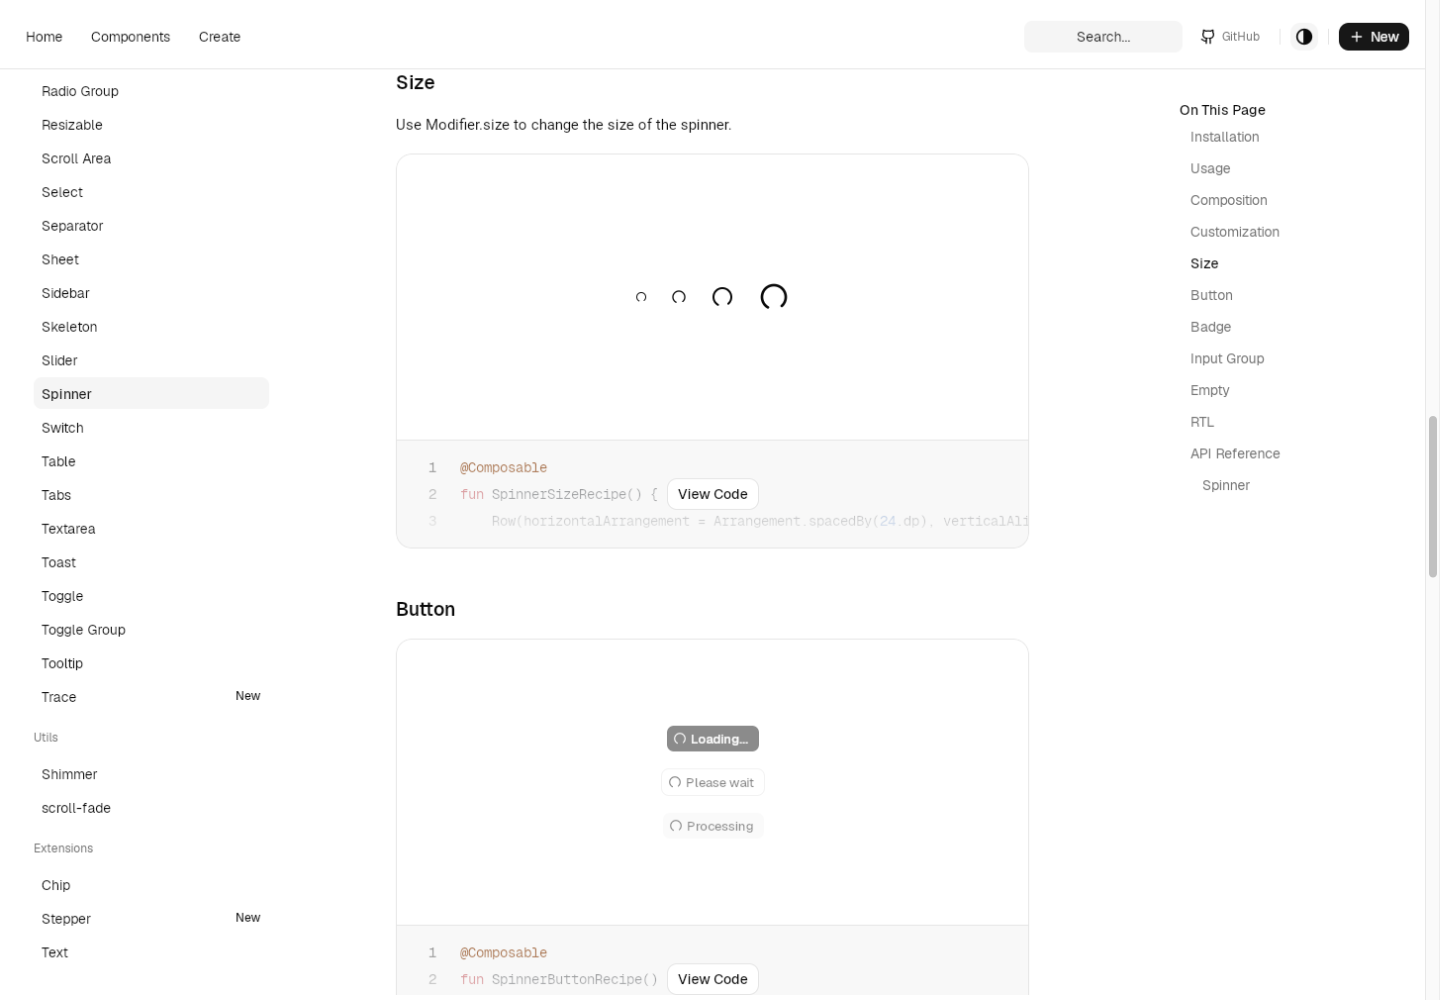 Home
Components
Create
Search...
GitHub
New
Radio Group
Resizable
Scroll Area
Select
Separator
Sheet
Sidebar
Skeleton
Slider
Spinner
Switch
Table
Tabs
Textarea
Toast
Toggle
Toggle Group
Tooltip
Trace New
Utils
Shimmer
scroll-fade
Extensions
Chip
Stepper New
Text
Size
Use Modifier.size to change the size of the spinner.
1 @Composable
2 fun SpinnerSizeRecipe() {
View Code
3 Row(horizontalArrangement = Arrangement.spacedBy(24.dp), verticalAli
Button
Loading...
Please wait
Processing
1 @Composable
2 fun SpinnerButtonRecipe()
View Code
On This Page
Installation
Usage
Composition
Customization
Size
Button
Badge
Input Group
Empty
RTL
API Reference
Spinner